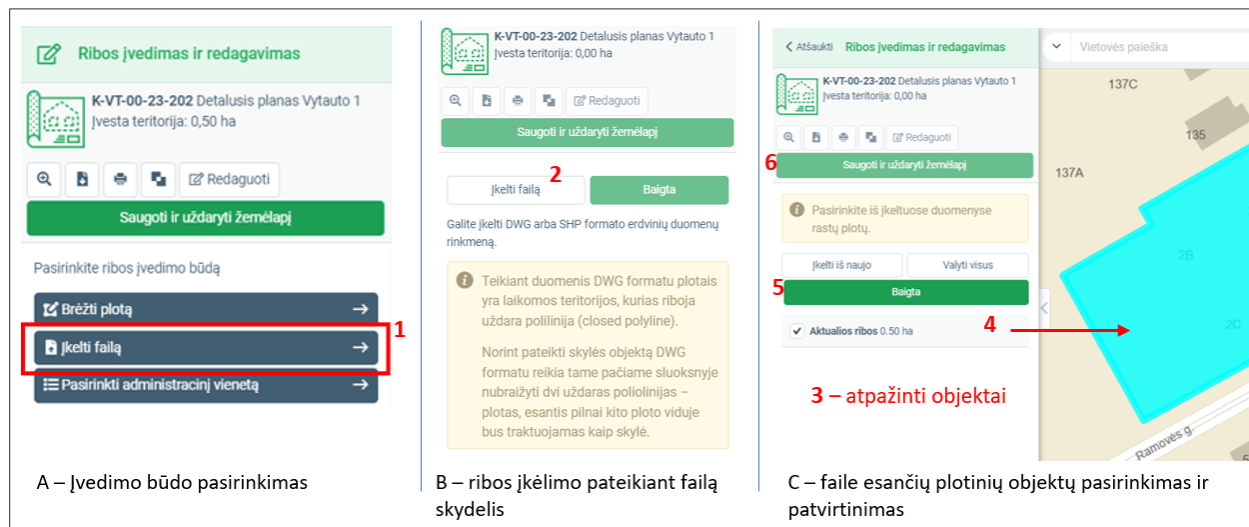 Ribos įvedimas ir redagavimas
K-VT-00-23-202 Detalusis planas Vytauto 1
Įvesta teritorija: 0,50 ha
Redaguoti
Saugoti ir uždaryti žemėlapį
Pasirinkite ribos įvedimo būdą
Brėžti plotą
Įkelti failą
1
Pasirinkti administracinį vienetą
A – Įvedimo būdo pasirinkimas
K-VT-00-23-202 Detalusis planas Vytauto 1
Įvesta teritorija: 0,00 ha
Redaguoti
Saugoti ir uždaryti žemėlapį
2
Įkelti failą
Baigta
Galite įkelti DWG arba SHP formato erdvinių duomenų
rinkmeną.
Teikiant duomenis DWG formatu plotais
yra laikomos teritorijos, kurias riboja
uždara polilinija (closed polyline).
Norint pateikti skylės objektą DWG
formatu reikia tame pačiame sluoksnyje
nubraižyti dvi uždaras poliolinijas –
plotas, esantis pilnai kito ploto viduje
bus traktuojamas kaip skylė.
B – ribos įkėlimo pateikiant failą
skydelis
Atšaukti
Ribos įvedimas ir redagavimas
K-VT-00-23-202 Detalusis planas Vytauto 1
Įvesta teritorija: 0,00 ha
Redaguoti
6
Saugoti ir uždaryti žemėlapį
Pasirinkite iš įkeltuose duomenyse
rastų plotų.
Įkelti iš naujo
Valyti visus
5
Baigta
Aktualios ribos 0.50 ha
4
3 – atpažinti objektai
Vietovės paieška
137C
135
137A
2B
2C
Ramovės g.
C – faile esančių plotinių objektų pasirinkimas ir
patvirtinimas